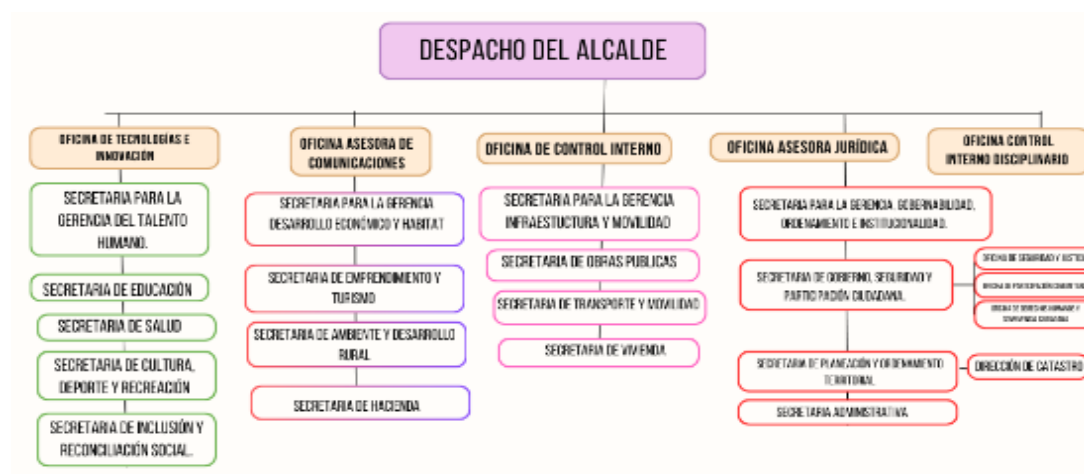 DESPACHO DEL ALCALDE
OFICINA DE TECNOLOGÍAS E
INNOVACIÓN
OFICINA ASESORA DE
COMUNICACIONES
OFICINA DE CONTROL INTERNO
OFICINA ASESORA JURÍDICA
OFICINA CONTROL
INTERNO DISCIPLINARIO
SECRETARIA PARA LA
GERENCIA DEL TALENTO
HUMANO.
SECRETARIA DE EDUCACIÓN
SECRETARIA DE SALUD
SECRETARIA DE CULTURA,
DEPORTE Y RECREACIÓN
SECRETARIA DE INCLUSIÓN Y
RECONCILIACIÓN SOCIAL.
SECRETARIA PARA LA GERENCIA
DESARROLLO ECONÓMICO Y HABITAT
SECRETARIA DE EMPRENDIMIENTO Y
TURISMO
SECRETARIA DE AMBIENTE Y DESARROLLO
RURAL
SECRETARIA DE HACIENDA
SECRETARIA PARA LA GERENCIA
INFRAESTUCTURA Y MOVILIDAD
SECRETARIA DE OBRAS PUBLICAS
SECRETARIA DE TRANSPORTE Y MOVILIDAD
SECRETARIA DE VIVIENDA
SECRETARIA PARA LA GERENCIA, GOBERNABILIDAD,
ORDENAMIENTO E INSTITUCIONALIDAD.
SECRETARIA DE GOBIERNO, SEGURIDAD Y
PARTICIPACIÓN CIUDADANA.
OFICINA DE SEGURIDAD Y JUSTICIA
SECRETARIA DE PLANEACIÓN Y ORDENAMIENTO
TERRITORIAL
DIRECCIÓN DE CATASTRO
SECRETARIA ADMINISTRATIVA.